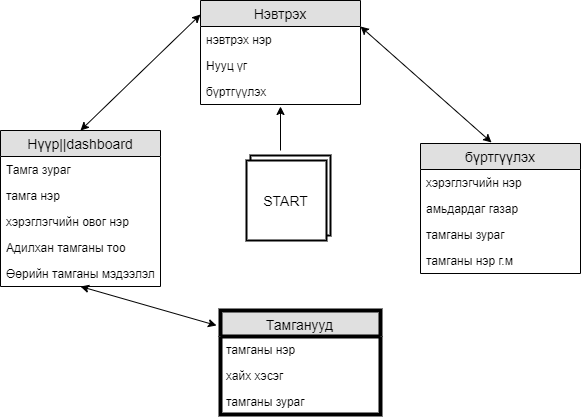 Нэвтрэх
нэвтрэх нэр
Нууц үг
бүртгүүлэх
Нүүр||dashboard
Тамга зураг
тамга нэр
хэрэглэгчийн овог нэр
Адилхан тамганы тоо
Өөрийн тамганы мэдээлэл
START
бүртгүүлэх
хэрэглэгчийн нэр
амьдардаг газар
тамганы зураг
тамганы нэр г.м
Тамганууд
тамганы нэр
хайх хэсэг
тамганы зураг